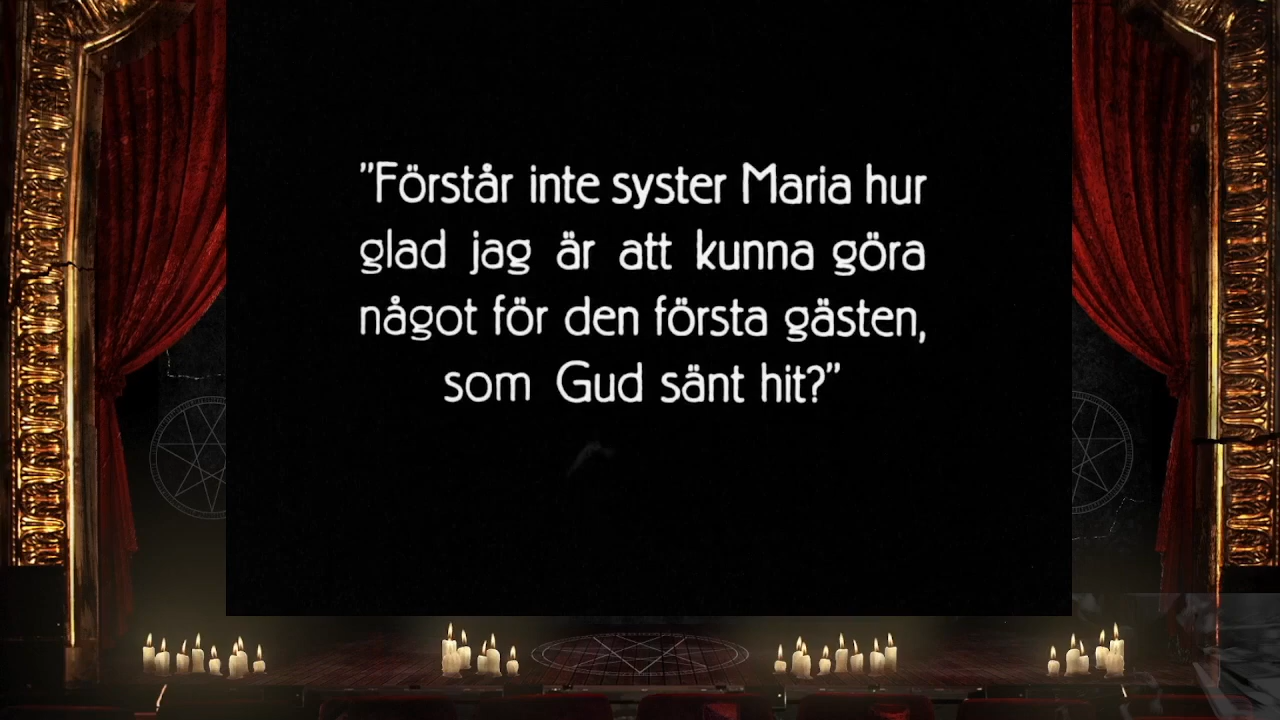 ”Förstår inte syster Maria hur
glad jag är att kunna göra
något för den första gästen,
som Gud sänt hit?”